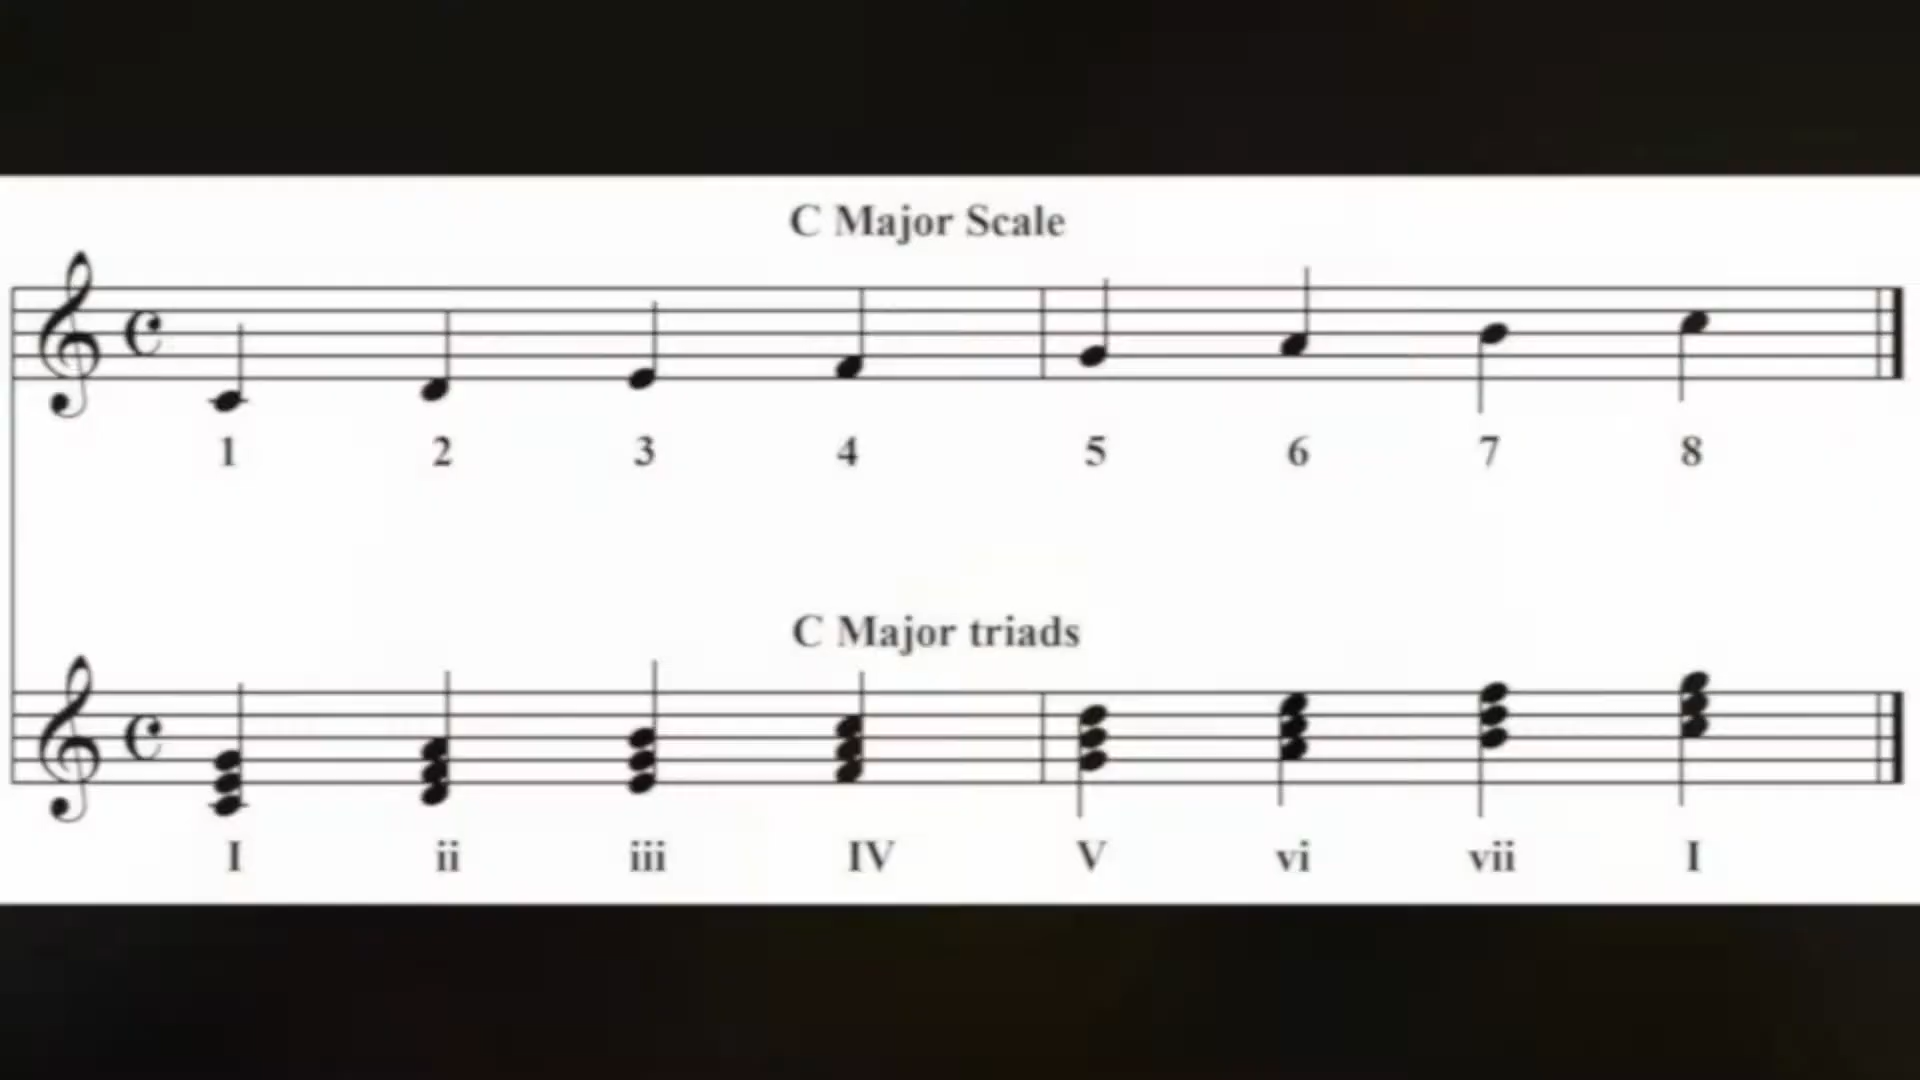 C Major Scale
1 2 3 4 5 6 7 8
C Major triads
I ii iii IV V vi vii I